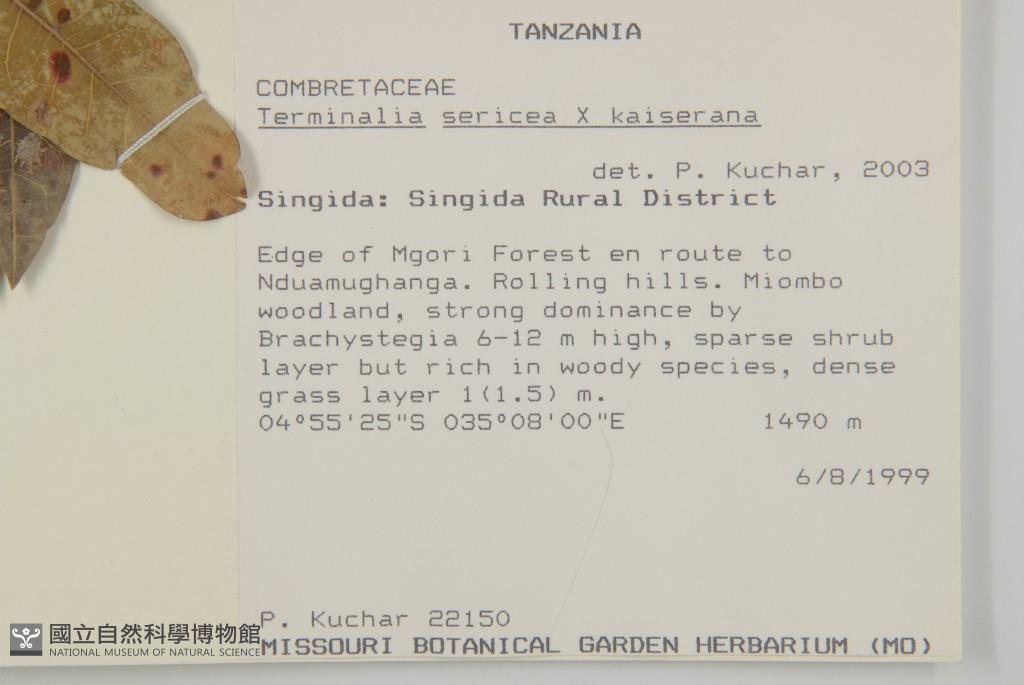 TANZANIA
COMBRETACEAE
Terminalia sericea X kaiserana
det. P. Kuchar, 2003
Singida: Singida Rural District
Edge of Mgori Forest en route to
Nduamughanga. Rolling hills. Miombo
woodland, strong dominance by
Brachystegia 6-12 m high, sparse shrub
layer but rich in woody species, dense
grass layer 1(1.5) m.
04°55'25"S 035°08'00"E 1490 m
6/8/1999
P. Kuchar 22150
MISSOURI BOTANICAL GARDEN HERBARIUM (MO)
國立自然科學博物館
NATIONAL MUSEUM OF NATURAL SCIENCE